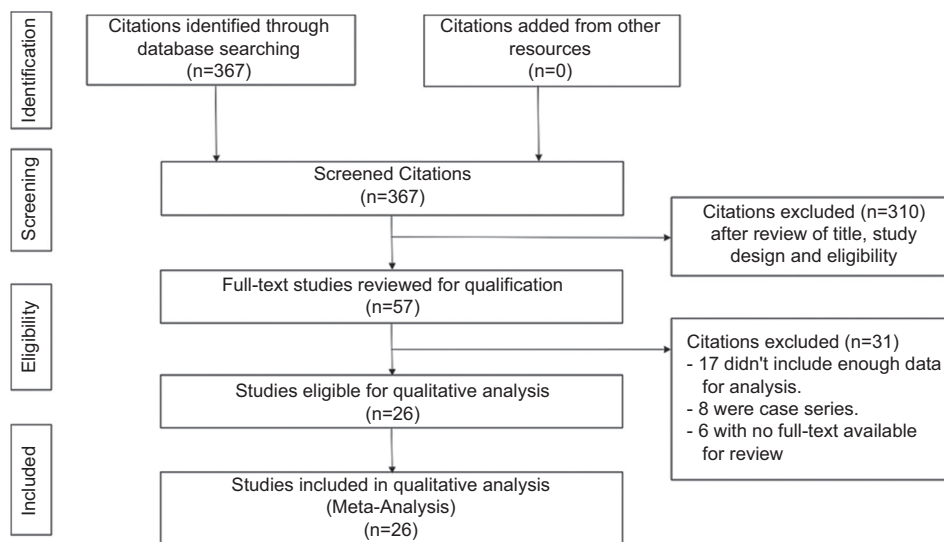 Identification
Citations identified through
database searching
(n=367)
Citations added from other
resources
(n=0)
Screening
Screened Citations
(n=367)
Citations excluded (n=310)
after review of title, study
design and eligibility
Eligibility
Full-text studies reviewed for qualification
(n=57)
Citations excluded (n=31)
- 17 didn't include enough data
for analysis.
- 8 were case series.
- 6 with no full-text available
for review
Studies eligible for qualitative analysis
(n=26)
Included
Studies included in qualitative analysis
(Meta-Analysis)
(n=26)